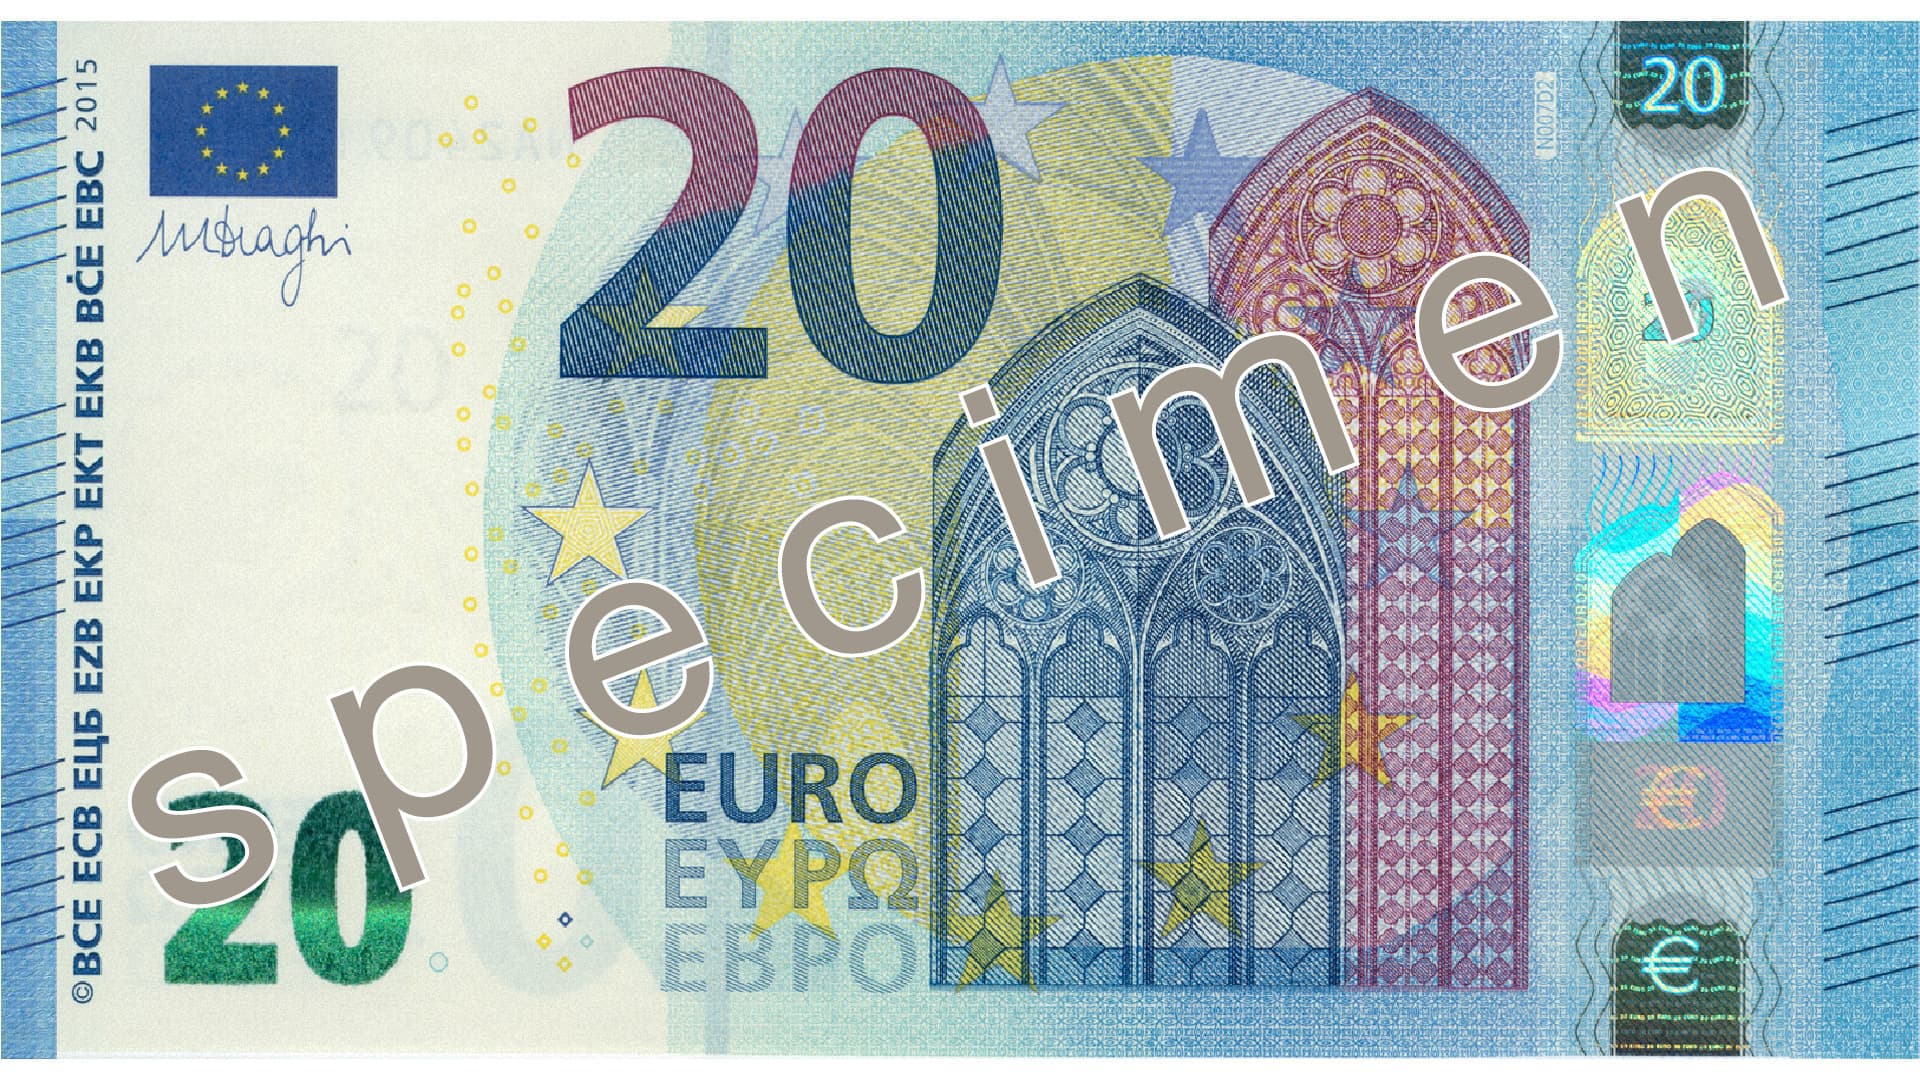 ©BCE ECB ЕЦБ EZB EKP EKT EKB BĊE EBC 2015
MDraghi
20
N007D2
20
20
specimen
20
EURO
ΕΥΡΩ
ЕВРО
€
€